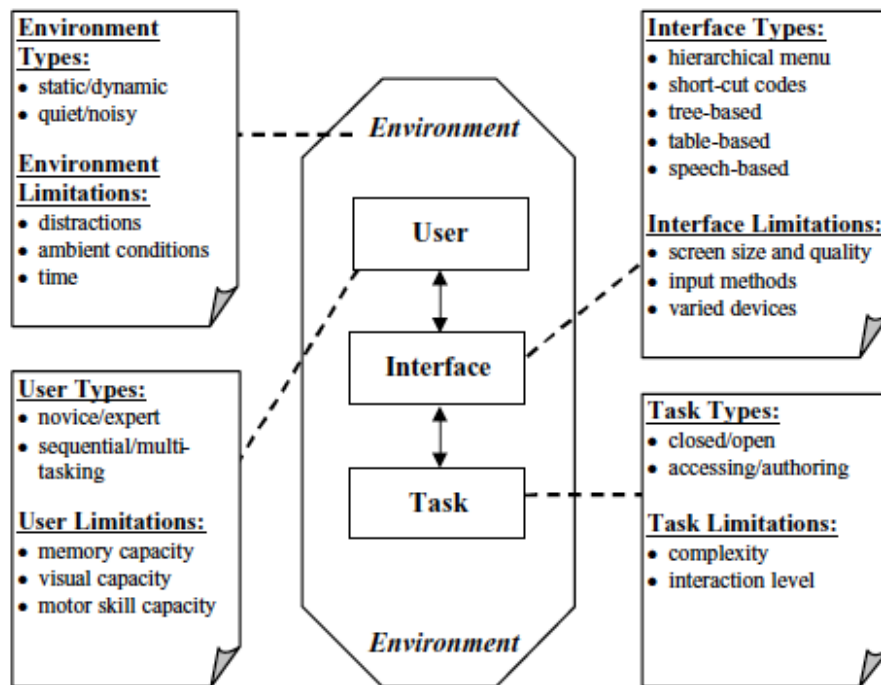 Environment
Types:
• static/dynamic
• quiet/noisy
Environment
Limitations:
• distractions
• ambient conditions
• time
User Types:
• novice/expert
• sequential/multi-
tasking
User Limitations:
• memory capacity
• visual capacity
• motor skill capacity
Environment
User
Interface
Task
Environment
Interface Types:
• hierarchical menu
• short-cut codes
• tree-based
• table-based
• speech-based
Interface Limitations:
• screen size and quality
• input methods
• varied devices
Task Types:
• closed/open
• accessing/authoring
Task Limitations:
• complexity
• interaction level